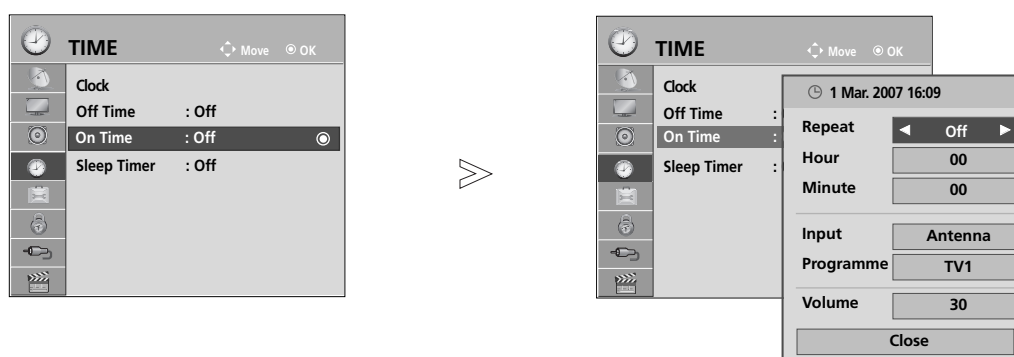 TIME
Move OK
Clock
Off Time : Off
On Time : Off
Sleep Timer : Off
TIME
Move OK
Clock
Off Time :
On Time :
Sleep Timer :
1 Mar. 2007 16:09
Repeat Off
Hour 00
Minute 00
Input Antenna
Programme TV1
Volume 30
Close